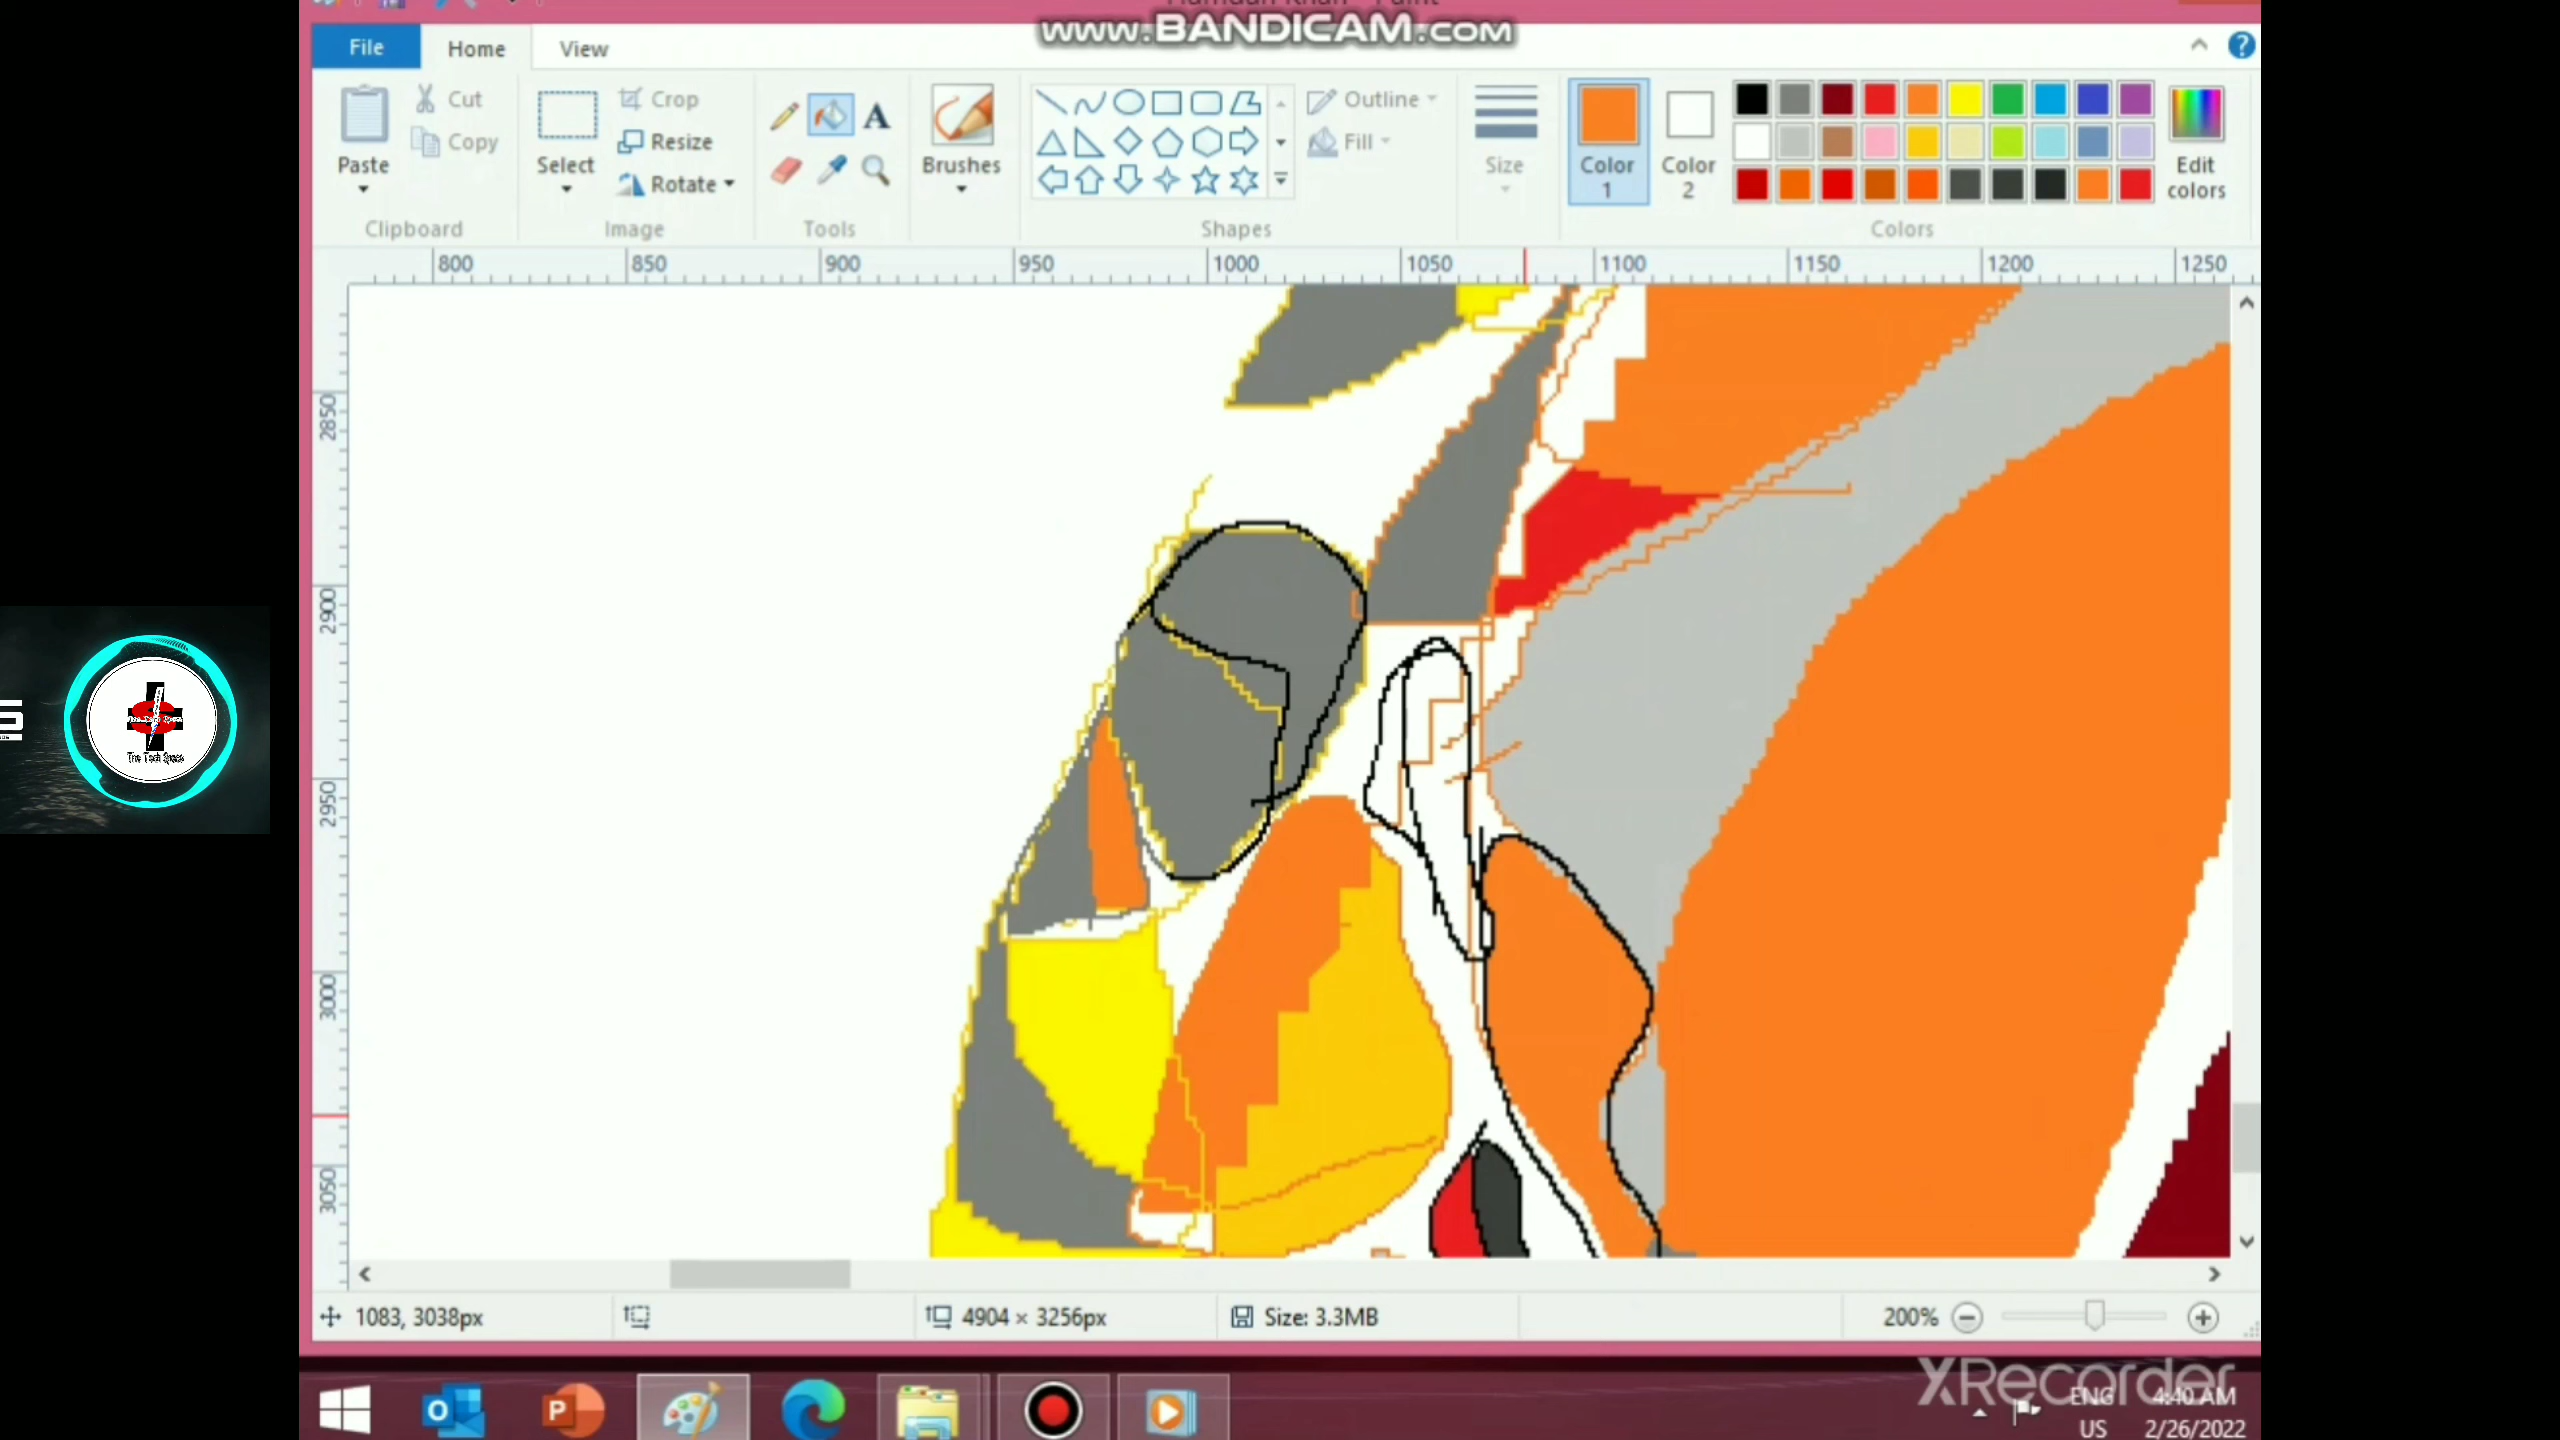 www.BANDICAM.com
File
Home
View
Paste
Cut
Copy
Clipboard
Select
Crop
Resize
Rotate
Image
Tools
Brushes
Shapes
Outline
Fill
Size
Color 1
Color 2
Edit colors
Colors
800
850
900
950
1000
1050
1100
1150
1200
1250
2850
2900
2950
3000
3050
The Tech Space
1083, 3038px
4904 × 3256px
Size: 3.3MB
200%
XRecorder
ENG
US
4:40 AM
2/26/2022